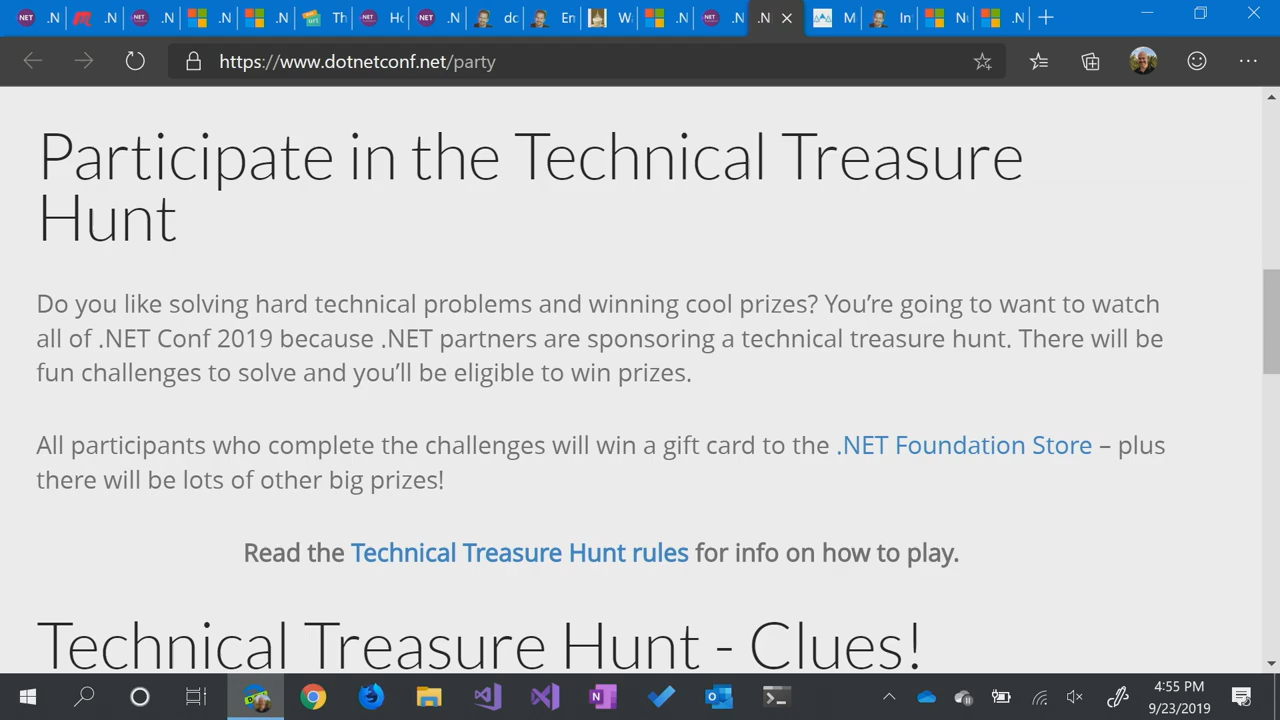 .N
.N
.N
.N
.N
Th
Ho
.N
do
En
W
.N
.N
.N
M
In
N
.N
https://www.dotnetconf.net/party
Participate in the Technical Treasure
Hunt
Do you like solving hard technical problems and winning cool prizes? You’re going to want to watch
all of .NET Conf 2019 because .NET partners are sponsoring a technical treasure hunt. There will be
fun challenges to solve and you’ll be eligible to win prizes.
All participants who complete the challenges will win a gift card to the .NET Foundation Store – plus
there will be lots of other big prizes!
Read the Technical Treasure Hunt rules for info on how to play.
Technical Treasure Hunt - Clues!
4:55 PM
9/23/2019